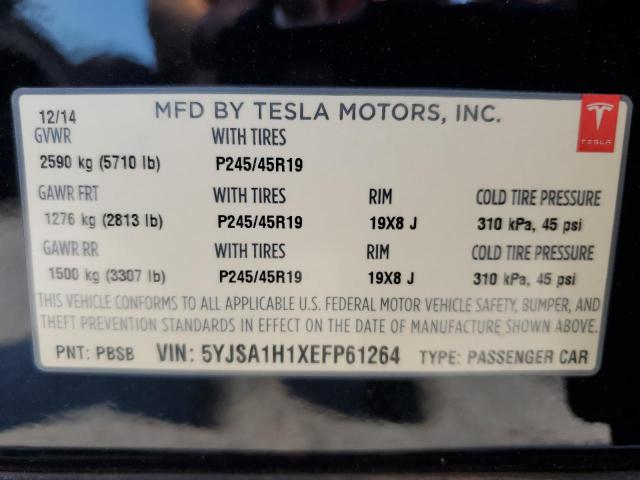 12/14 MFD BY TESLA MOTORS, INC.
GVWR WITH TIRES
TESLA
2590 kg (5710 lb) P245/45R19
GAWR FRT WITH TIRES RIM COLD TIRE PRESSURE
1276 kg (2813 lb) P245/45R19 19X8 J 310 kPa, 45 psi
GAWR RR WITH TIRES RIM COLD TIRE PRESSURE
1500 kg (3307 lb) P245/45R19 19X8 J 310 kPa, 45 psi
THIS VEHICLE CONFORMS TO ALL APPLICABLE U.S. FEDERAL MOTOR VEHICLE SAFETY, BUMPER, AND
THEFT PREVENTION STANDARDS IN EFFECT ON THE DATE OF MANUFACTURE SHOWN ABOVE.
PNT: PBSB VIN: 5YJSA1H1XEFP61264 TYPE: PASSENGER CAR